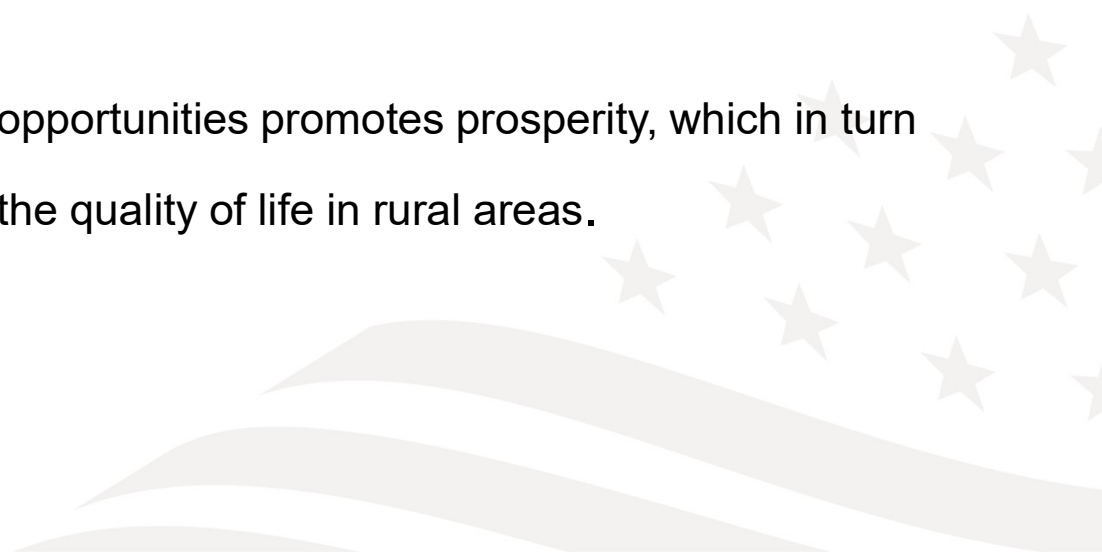 opportunities promotes prosperity, which in turn
the quality of life in rural areas.